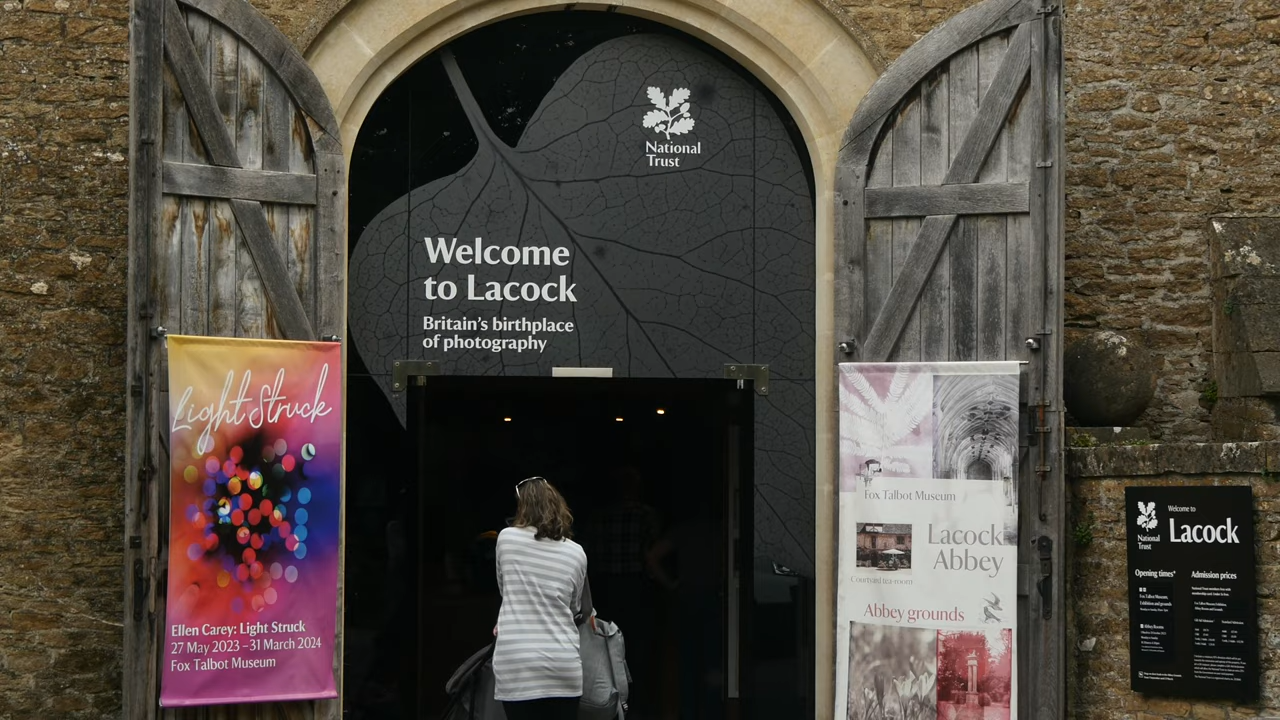 National
Trust
Welcome
to Lacock
Britain's birthplace
of photography
Light Struck
Ellen Carey: Light Struck
27 May 2023 – 31 March 2024
Fox Talbot Museum
Fox Talbot Museum
Lacock
Abbey
Courtyard tea-room
Abbey grounds
National
Trust
Welcome to
Lacock
Opening times*
Admission prices